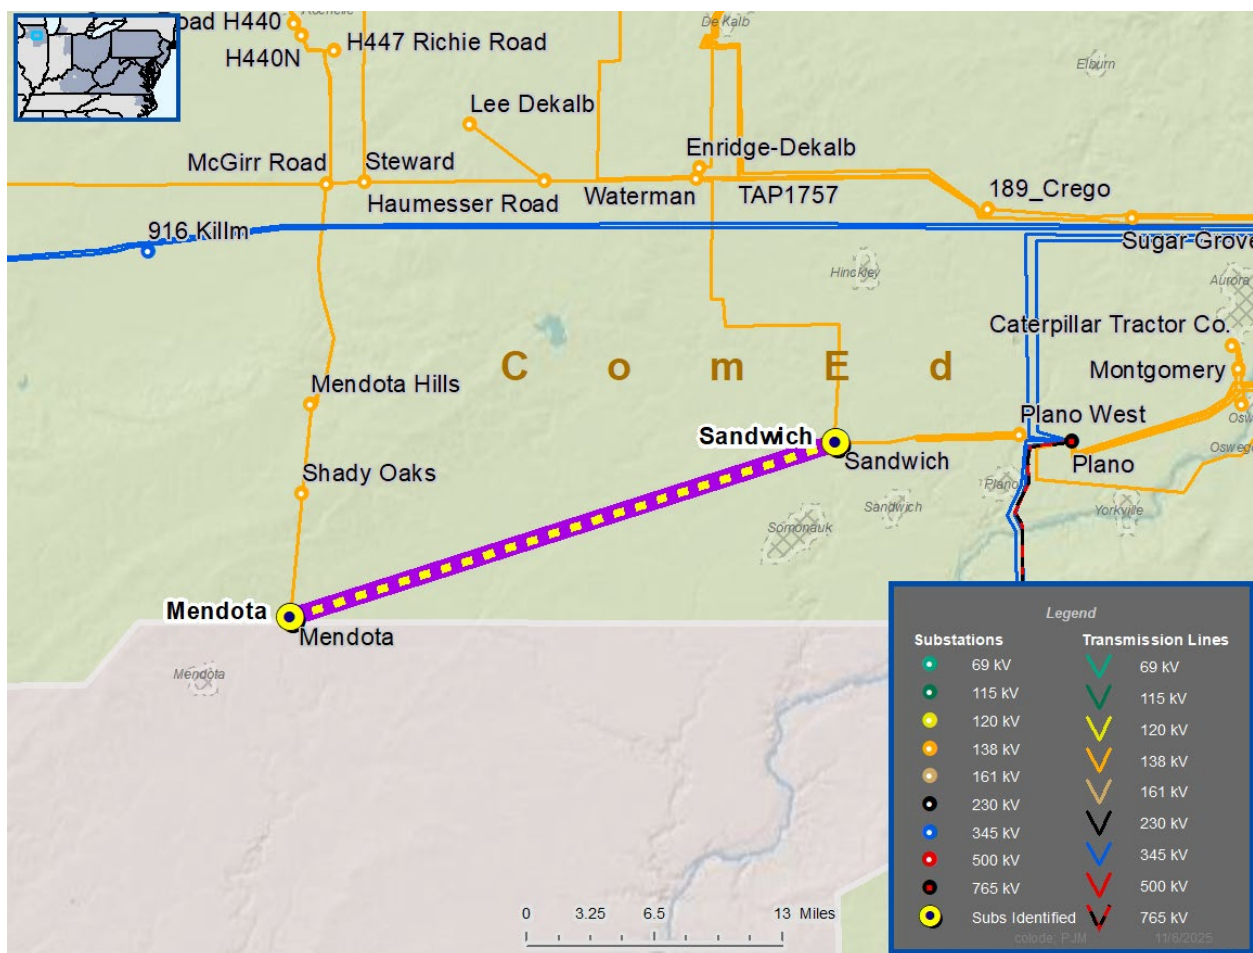 Rochelle
Road H440
De Kalb
H440N
H447 Richie Road
Elburn
Lee Dekalb
McGirr Road
Steward
Enridge-Dekalb
Haumesser Road
Waterman
TAP1757
189_Crego
916 Killm
Sugar Grove
Hinckley
Aurora
Caterpillar Tractor Co.
ComEd
Mendota Hills
Montgomery
Plano West
Sandwich
Sandwich
Plano
Oswego
Shady Oaks
Plano
Sandwich
Yorkville
Somonauk
Mendota
Mendota
Mendota
Legend
Substations
Transmission Lines
69 kV
69 kV
115 kV
115 kV
120 kV
120 kV
138 kV
138 kV
161 kV
161 kV
230 kV
230 kV
345 kV
345 kV
500 kV
500 kV
765 kV
765 kV
Subs Identified
0 3.25 6.5 13 Miles
colode, PJM 11/6/2025